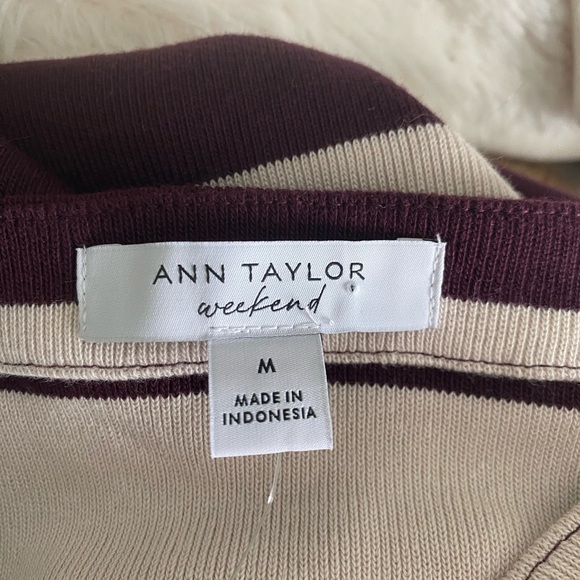 ANN TAYLOR
weekend
M
MADE IN
INDONESIA